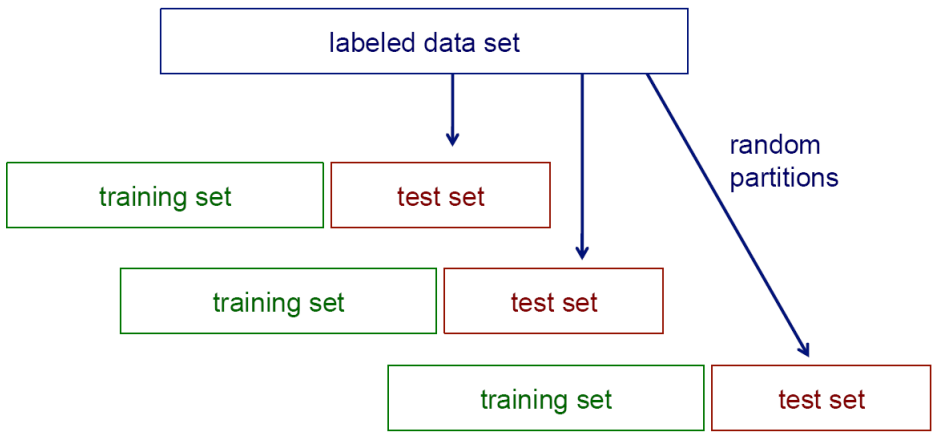 labeled data set
random
partitions
training set
test set
training set
test set
training set
test set